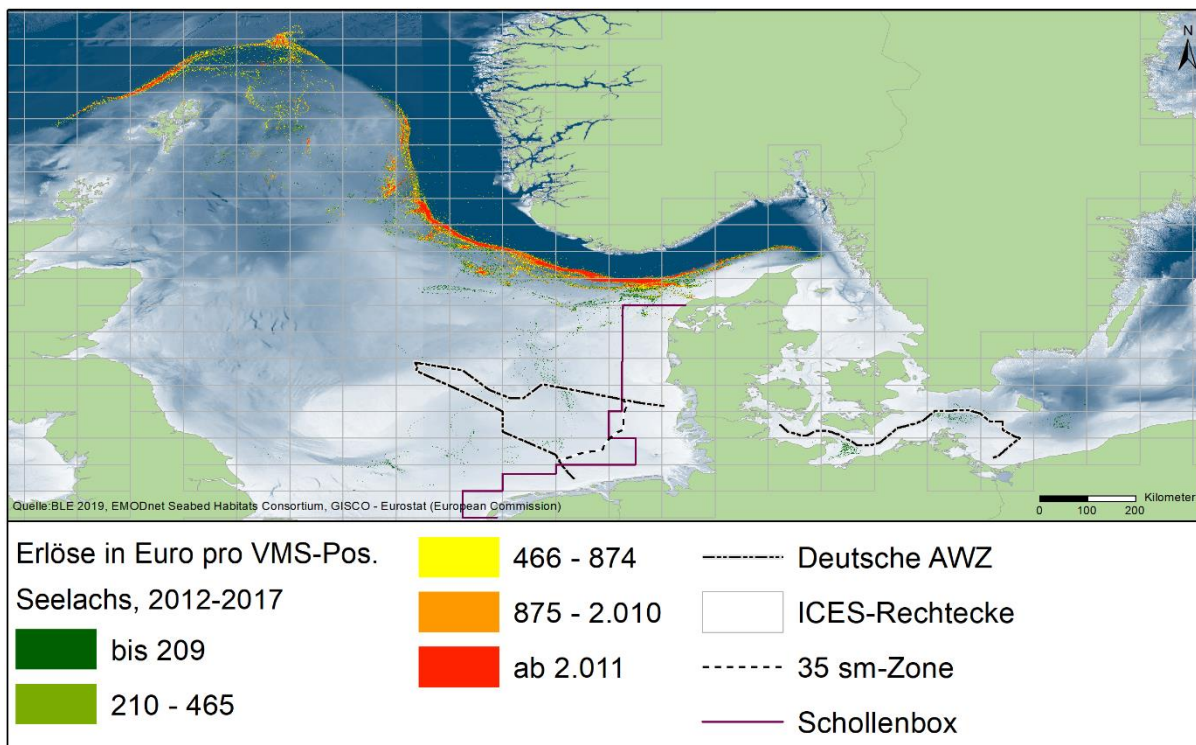 N
Quelle:BLE 2019, EMODnet Seabed Habitats Consortium, GISCO - Eurostat (European Commission)
Kilometer
0 100 200
Erlöse in Euro pro VMS-Pos.
Seelachs, 2012-2017
bis 209
210 - 465
466 - 874
875 - 2.010
ab 2.011
Deutsche AWZ
ICES-Rechtecke
35 sm-Zone
Schollenbox